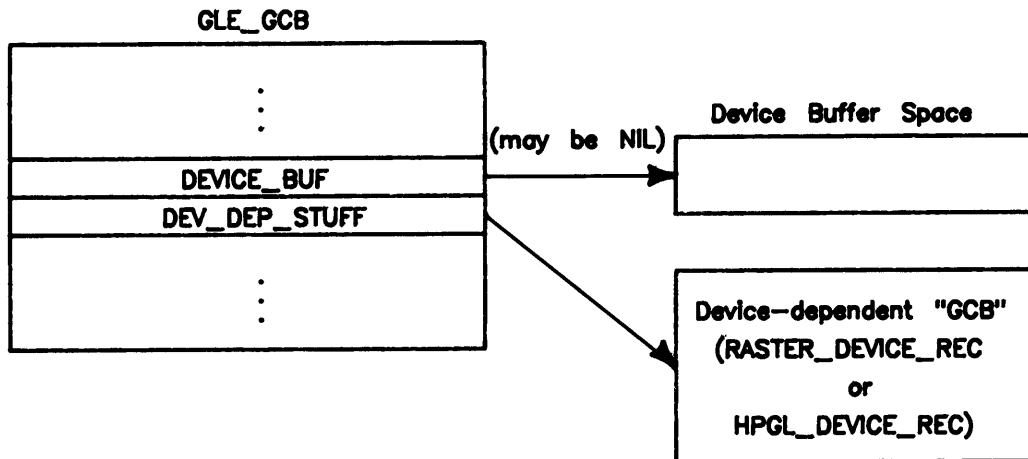 GLE_GCB
(may be NIL)
Device Buffer Space
DEVICE_BUF
DEV_DEP_STUFF
Device-dependent "GCB"
(RASTER_DEVICE_REC
or
HPGL_DEVICE_REC)